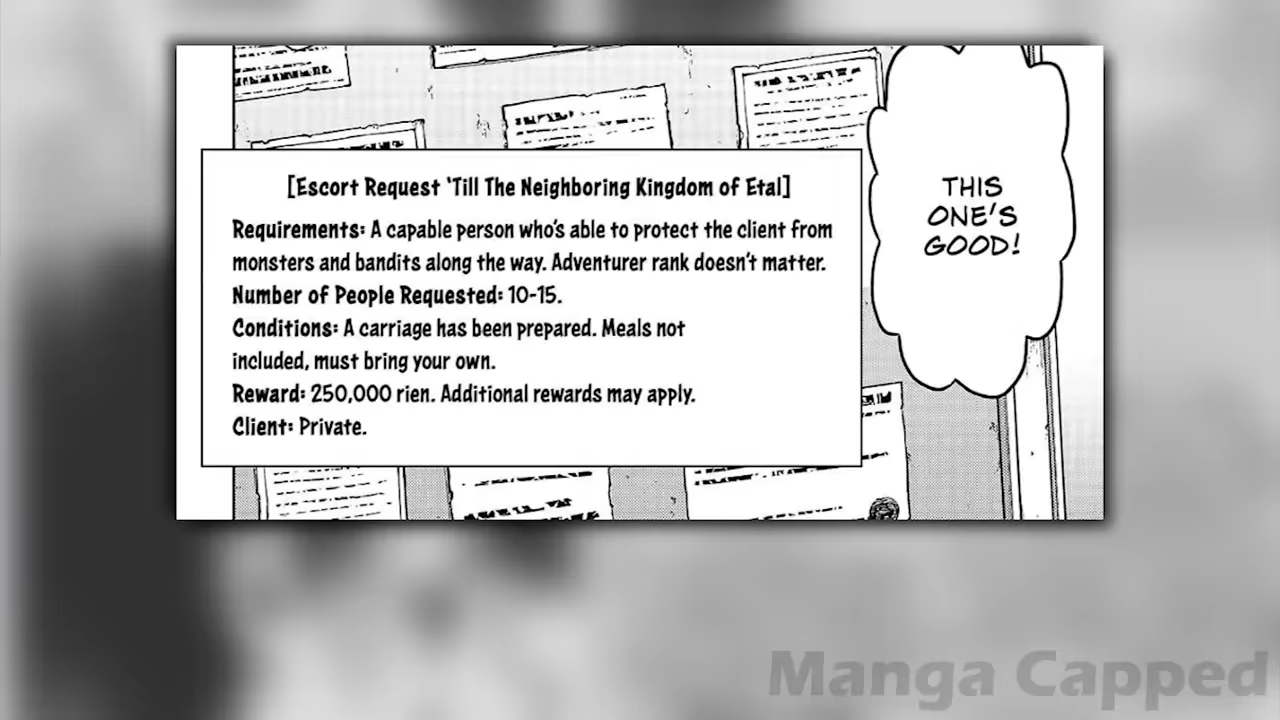 [Escort Request ‘Till The Neighboring Kingdom of Etal]
Requirements: A capable person who's able to protect the client from
monsters and bandits along the way. Adventurer rank doesn't matter.
Number of People Requested: 10-15.
Conditions: A carriage has been prepared. Meals not
included, must bring your own.
Reward: 250,000 rien. Additional rewards may apply.
Client: Private.
THIS
ONE'S
GOOD!
Manga Capped